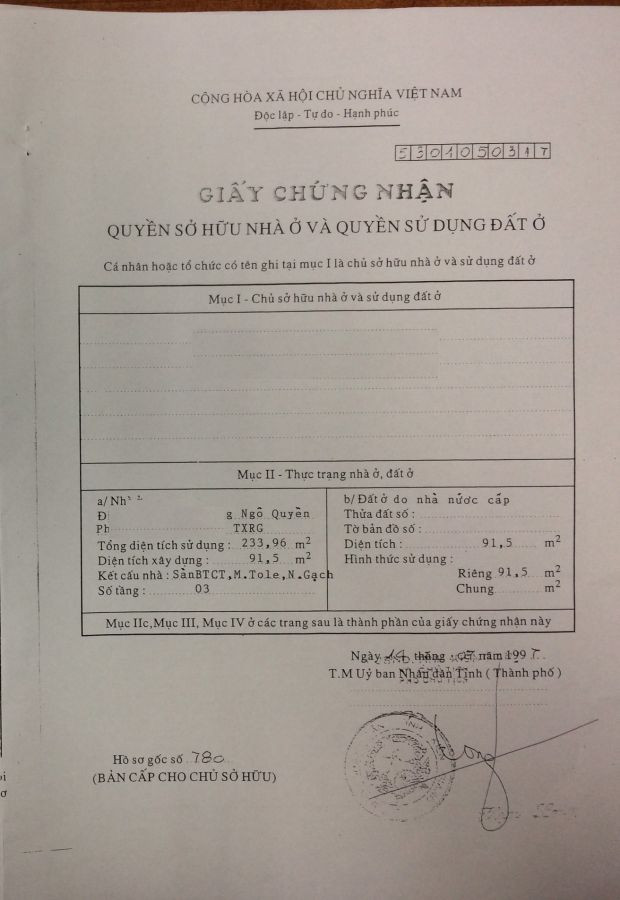 CỘNG HÒA XÃ HỘI CHỦ NGHĨA VIỆT NAM
Độc lập - Tự do - Hạnh phúc
5301050317
GIẤY CHỨNG NHẬN
QUYỀN SỞ HỮU NHÀ Ở VÀ QUYỀN SỬ DỤNG ĐẤT Ở
Cá nhân hoặc tổ chức có tên ghi tại mục I là chủ sở hữu nhà ở và sử dụng đất ở
Mục I - Chủ sở hữu nhà ở và sử dụng đất ở
Mục II - Thực trạng nhà ở, đất ở
a/ Nh
Đ g Ngô Quyền
Ph TXRG
Tổng diện tích sử dụng : 233,96 m²
Diện tích xây dựng : 91,5 m²
Kết cấu nhà : SànBTCT,M.Tole,N.Gạch
Số tầng : 03
b/ Đất ở do nhà nước cấp
Thửa đất số :
Tờ bản đồ số :
Diện tích : 91,5 m²
Hình thức sử dụng :
Riêng 91,5 m²
Chung m²
Mục IIc,Mục III, Mục IV ở các trang sau là thành phần của giấy chứng nhận này
Ngày tháng năm 199
T.M Uỷ ban Nhân dân Tỉnh ( Thành phố )
Hồ sơ gốc số 780
(BẢN CẤP CHO CHỦ SỞ HỮU)